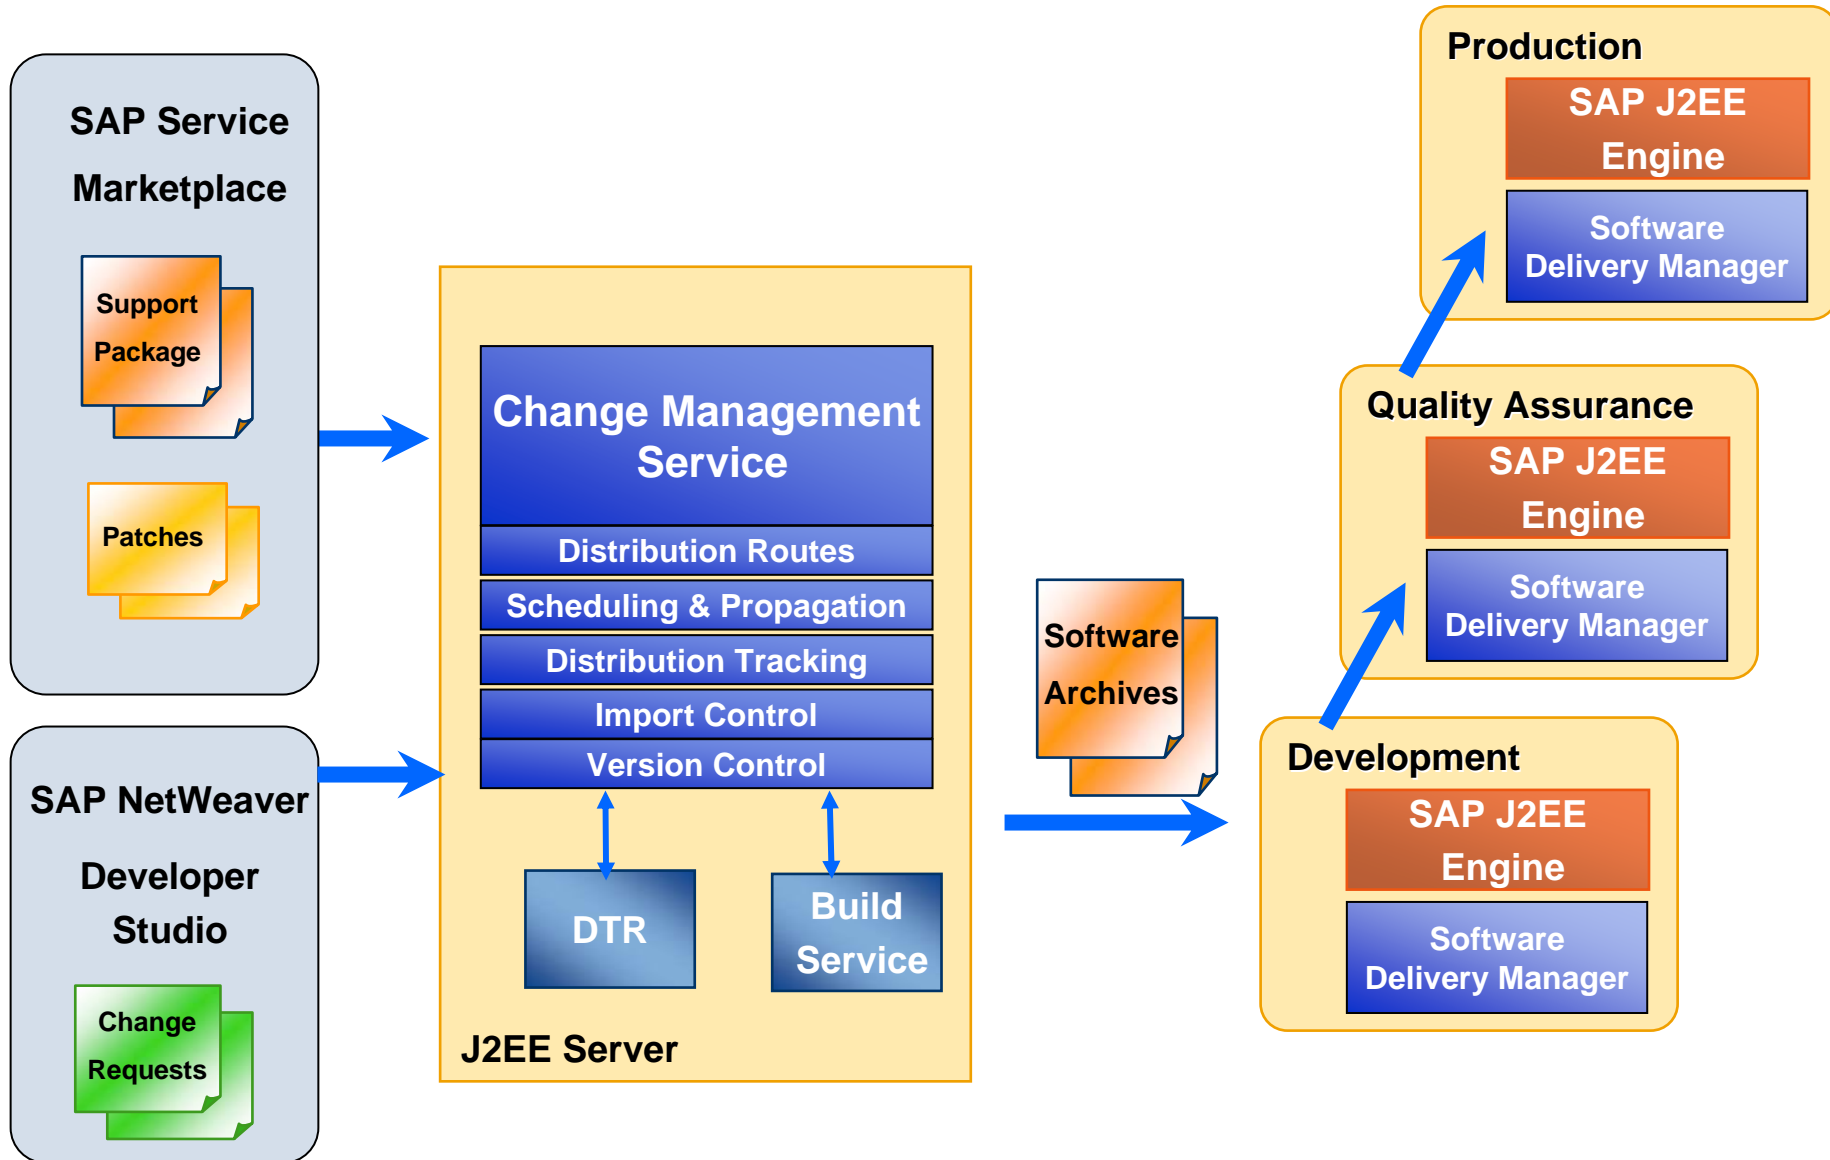 SAP Service
Marketplace
Support
Package
Patches
SAP NetWeaver
Developer
Studio
Change
Requests
Change Management
Service
Distribution Routes
Scheduling & Propagation
Distribution Tracking
Import Control
Version Control
DTR
Build
Service
J2EE Server
Software
Archives
Production
SAP J2EE
Engine
Software
Delivery Manager
Quality Assurance
SAP J2EE
Engine
Software
Delivery Manager
Development
SAP J2EE
Engine
Software
Delivery Manager